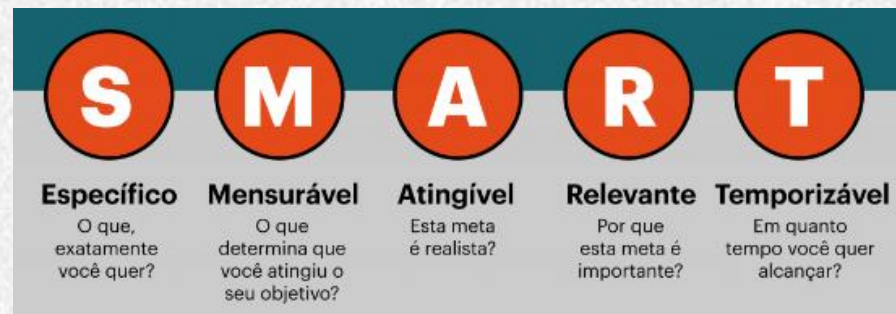 S
M
A
R
T
Específico
O que,
exatamente
você quer?
Mensurável
O que
determina que
você atingiu o
seu objetivo?
Atingível
Esta meta
é realista?
Relevante
Por que
esta meta é
importante?
Temporizável
Em quanto
tempo você quer
alcançar?